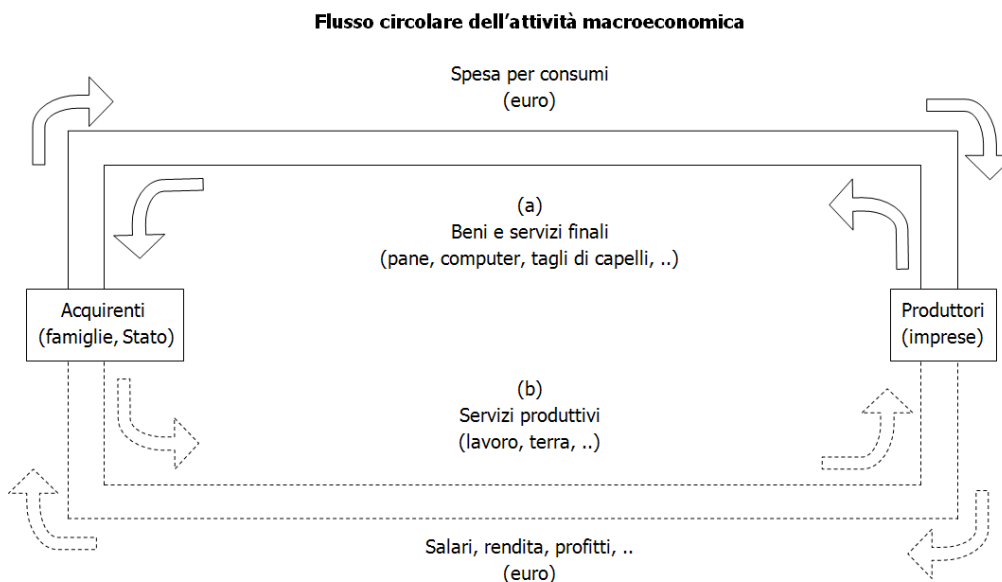 Flusso circolare dell'attività macroeconomica
Spesa per consumi
(euro)
(a)
Beni e servizi finali
(pane, computer, tagli di capelli, ..)
Acquirenti
(famiglie, Stato)
Produttori
(imprese)
(b)
Servizi produttivi
(lavoro, terra, ..)
Salari, rendita, profitti, ..
(euro)